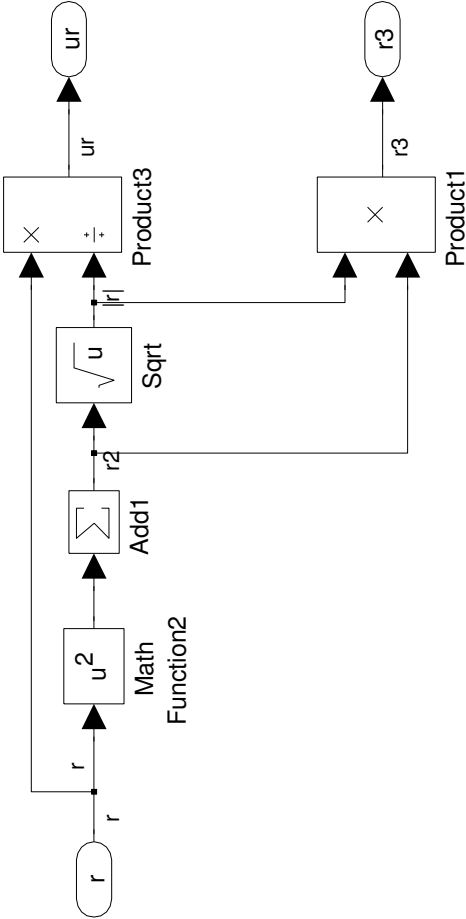 r
r
r
u²
Math
Function2
Σ
Add1
r2
√u
Sqrt
|r|
×
÷
Product3
ur
ur
×
Product1
r3
r3